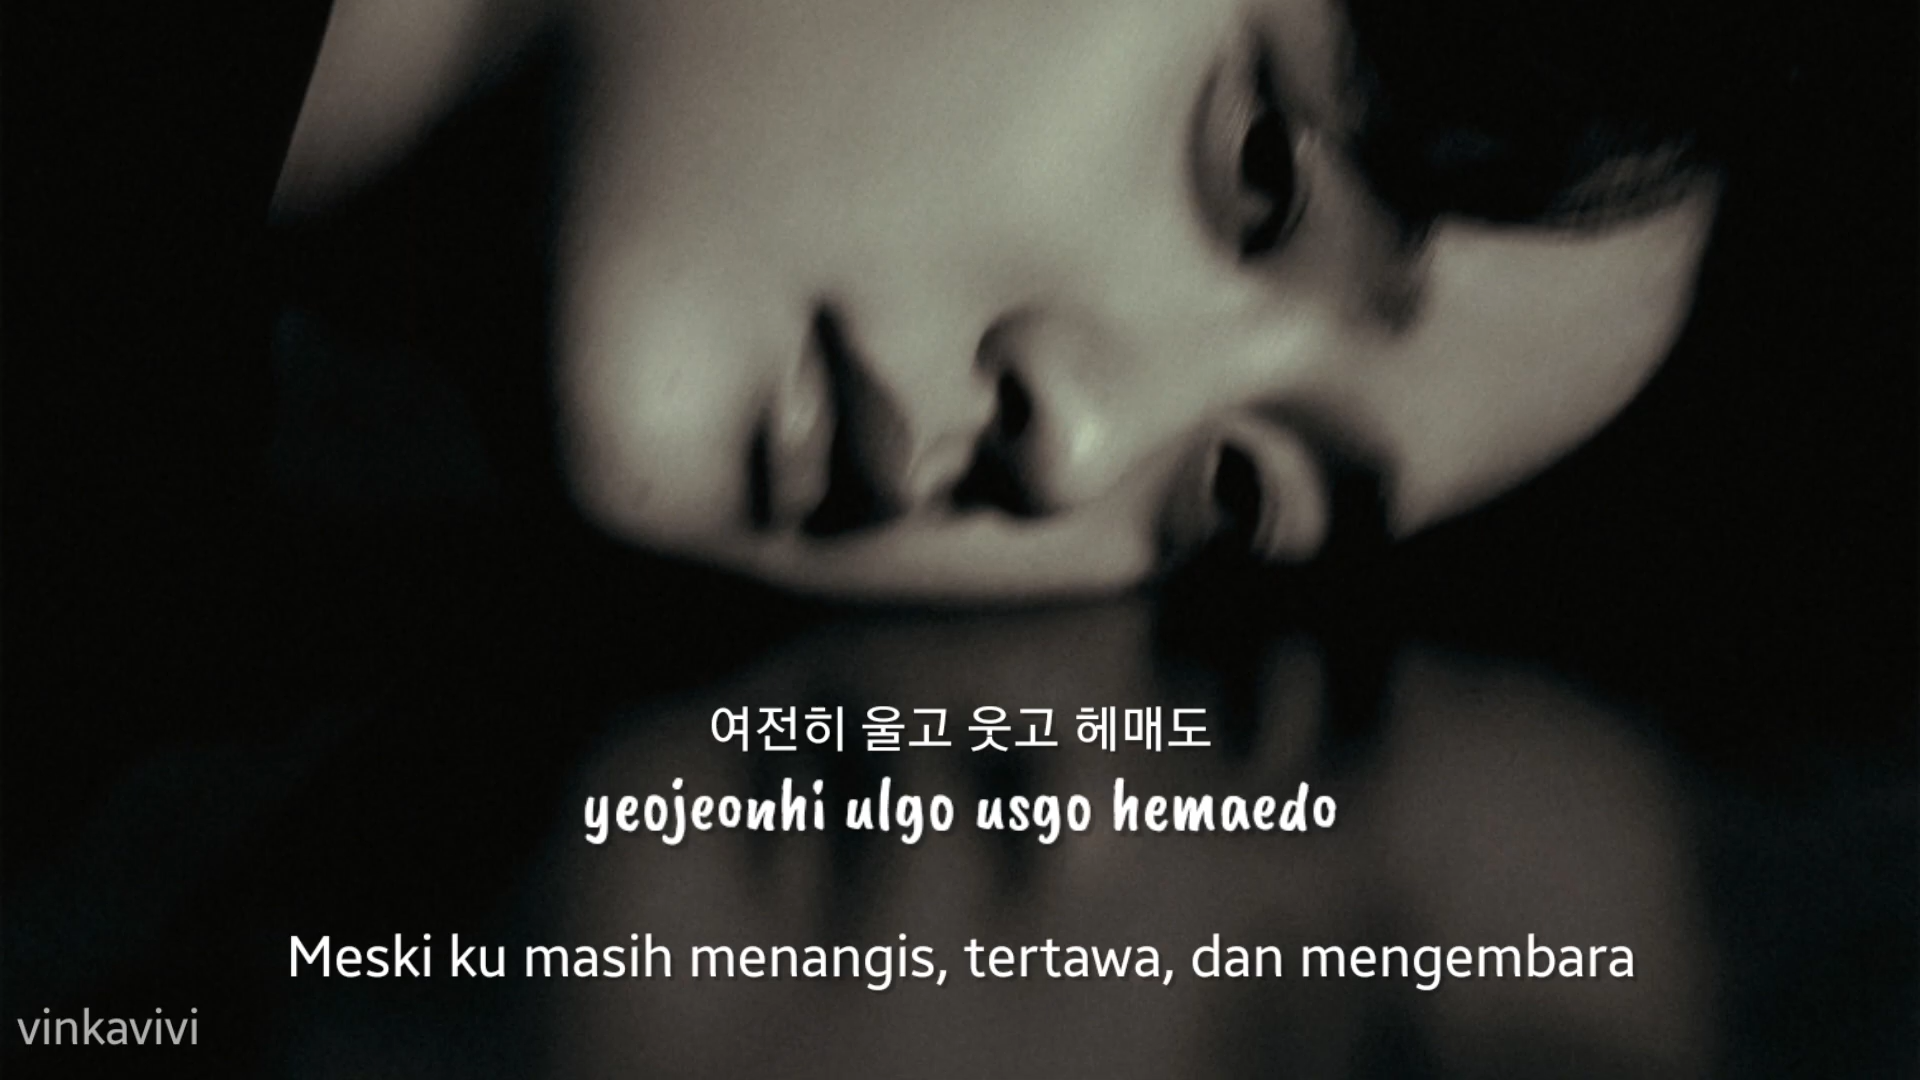 여전히 울고 웃고 헤매도
yeojeonhi ulgo usgo hemaedo
Meski ku masih menangis, tertawa, dan mengembara
vinkavivi